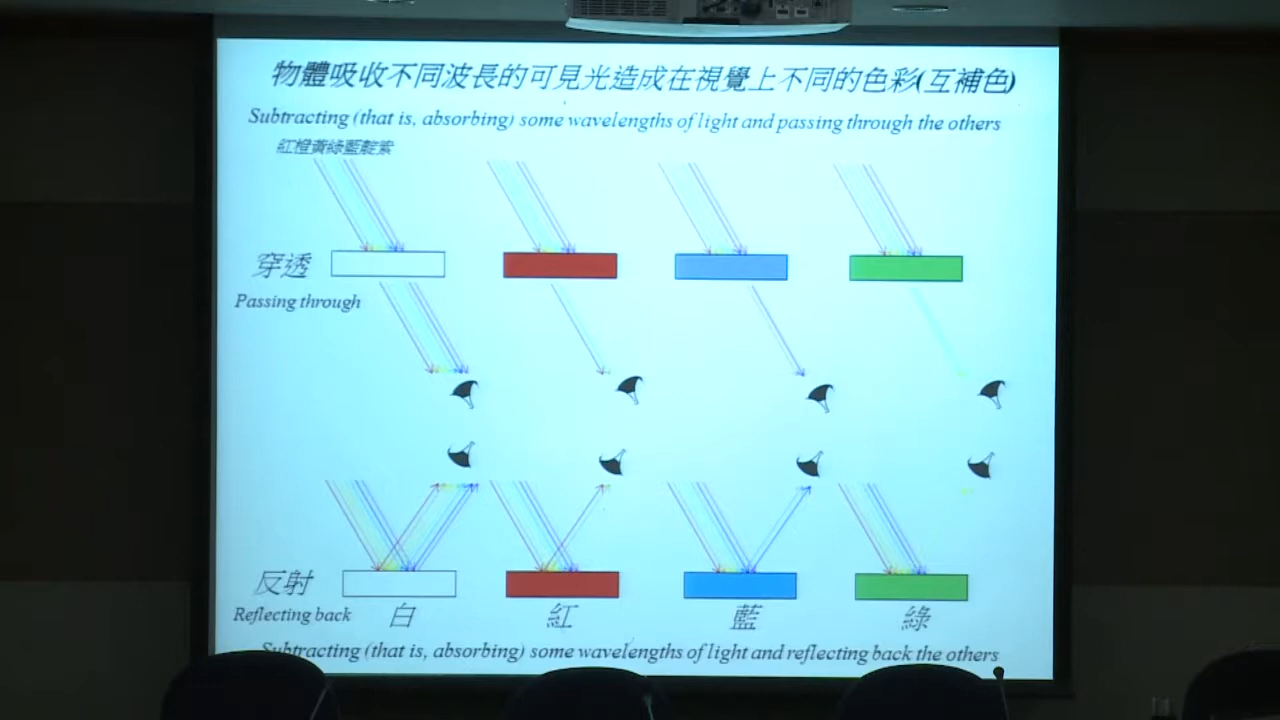 物體吸收不同波長的可見光造成在視覺上不同的色彩(互補色)
Subtracting (that is, absorbing) some wavelengths of light and passing through the others
紅橙黃綠藍靛紫
穿透
Passing through
反射
Reflecting back
白
紅
藍
綠
Subtracting (that is, absorbing) some wavelengths of light and reflecting back the others